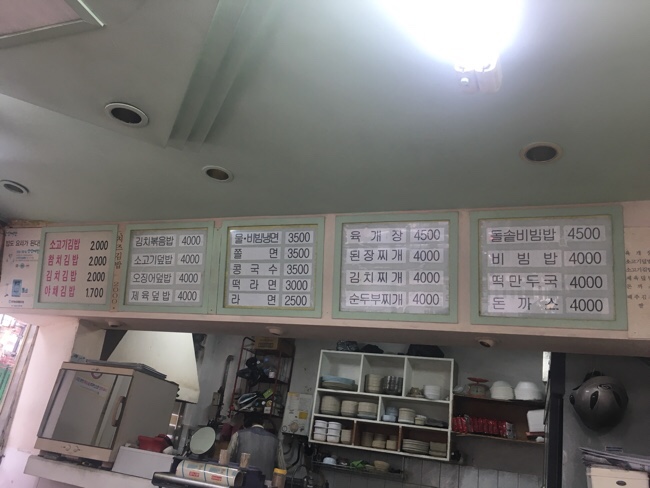 소고기김밥 2.000
참치김밥 2.000
김치김밥 2.000
야채김밥 1.700
김치볶음밥 4000
소고기덮밥 4000
오징어덮밥 4000
제육덮밥 4000
물·비빔냉면 3500
쫄면 3500
콩국수 3500
떡라면 3000
라면 2500
육개장 4500
된장찌개 4000
김치찌개 4000
순두부찌개 4000
돌솥비빔밥 4500
비빔밥 4000
떡만두국 4000
돈까스 4000